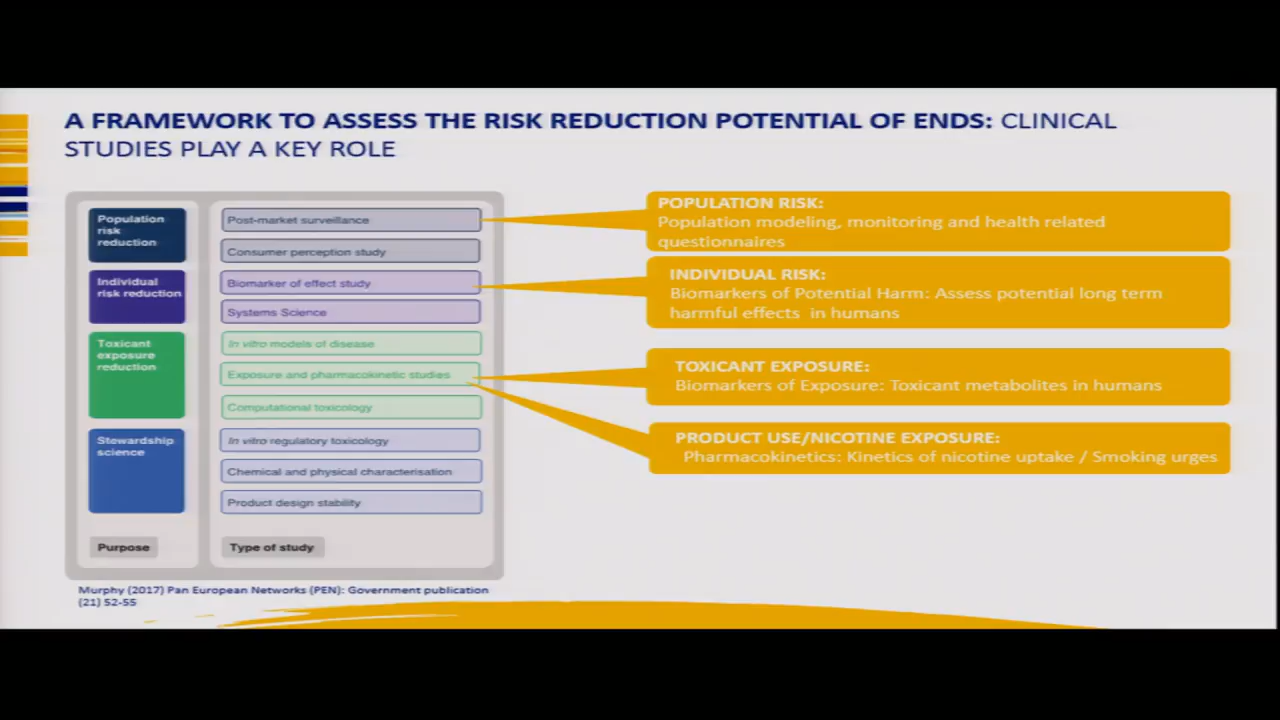 A FRAMEWORK TO ASSESS THE RISK REDUCTION POTENTIAL OF ENDS: CLINICAL
STUDIES PLAY A KEY ROLE
Population
risk
reduction
Individual
risk reduction
Toxicant
exposure
reduction
Stewardship
science
Purpose
Post-market surveillance
Consumer perception study
Biomarker of effect study
Systems Science
In vitro models of disease
Exposure and pharmacokinetic studies
Computational toxicology
In vitro regulatory toxicology
Chemical and physical characterisation
Product design stability
Type of study
POPULATION RISK:
Population modeling, monitoring and health related
questionnaires
INDIVIDUAL RISK:
Biomarkers of Potential Harm: Assess potential long term
harmful effects in humans
TOXICANT EXPOSURE:
Biomarkers of Exposure: Toxicant metabolites in humans
PRODUCT USE/NICOTINE EXPOSURE:
Pharmacokinetics: Kinetics of nicotine uptake / Smoking urges
Murphy (2017) Pan European Networks (PEN): Government publication
(21) 52-55